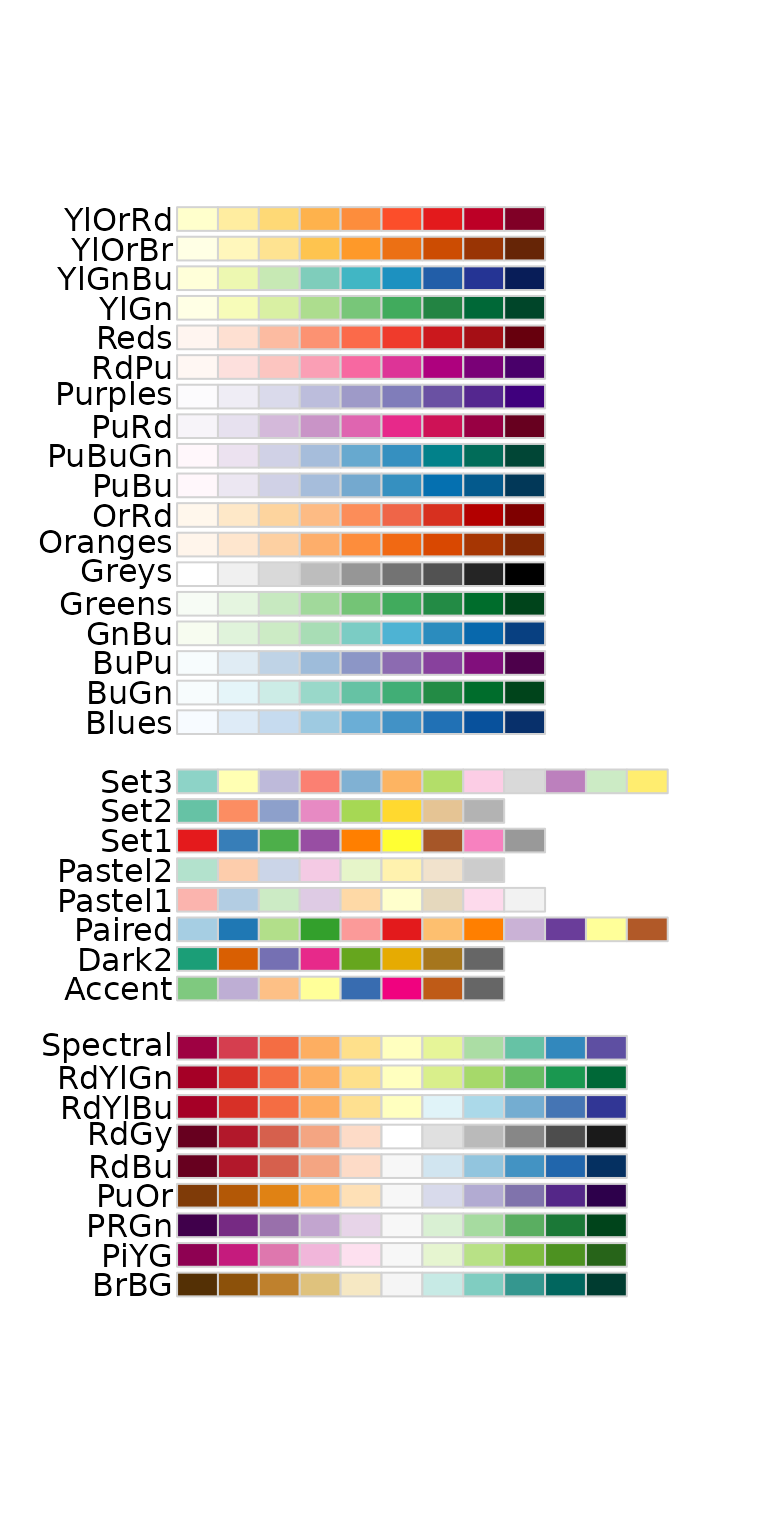 YlOrRd
YlOrBr
YlGnBu
YlGn
Reds
RdPu
Purples
PuRd
PuBuGn
PuBu
OrRd
Oranges
Greys
Greens
GnBu
BuPu
BuGn
Blues
Set3
Set2
Set1
Pastel2
Pastel1
Paired
Dark2
Accent
Spectral
RdYlGn
RdYlBu
RdGy
RdBu
PuOr
PRGn
PiYG
BrBG